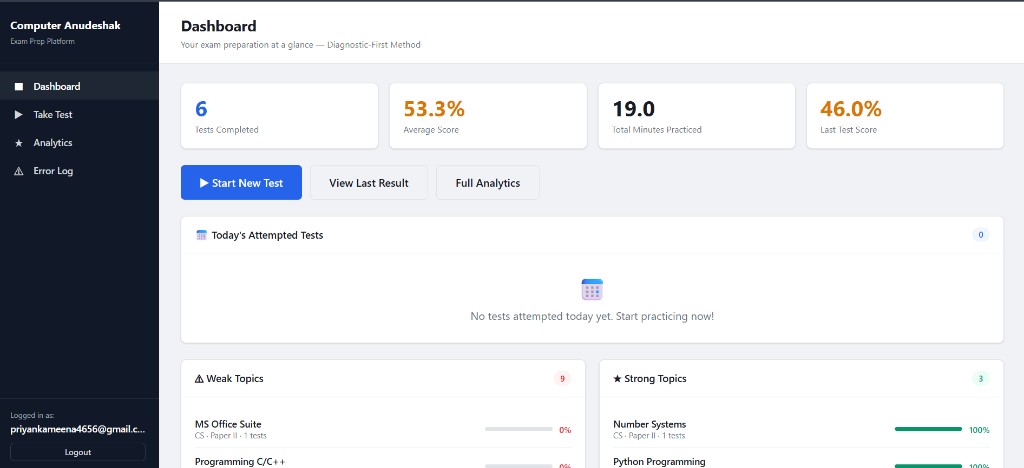 Computer Anudeshak
Exam Prep Platform
Dashboard
Take Test
Analytics
Error Log
Logged in as:
priyankameena4656@gmail.c...
Logout
Dashboard
Your exam preparation at a glance — Diagnostic-First Method
6
Tests Completed
53.3%
Average Score
19.0
Total Minutes Practiced
46.0%
Last Test Score
Start New Test
View Last Result
Full Analytics
Today's Attempted Tests
0
No tests attempted today yet. Start practicing now!
Weak Topics
9
MS Office Suite
CS · Paper II · 1 tests
0%
Programming C/C++
0%
Strong Topics
3
Number Systems
CS · Paper II · 1 tests
100%
Python Programming
100%